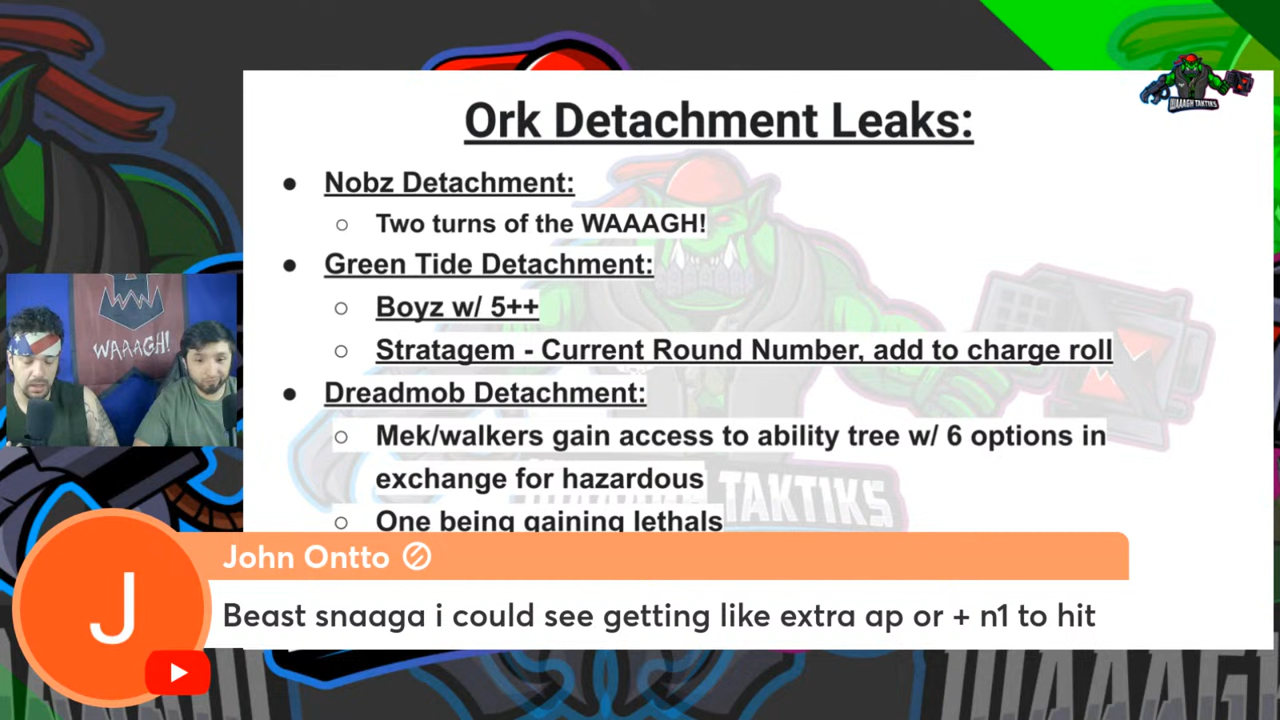 Ork Detachment Leaks:
WAAAGH TAKTIKS
● Nobz Detachment:
○ Two turns of the WAAAGH!
● Green Tide Detachment:
○ Boyz w/ 5++
○ Stratagem - Current Round Number, add to charge roll
● Dreadmob Detachment:
○ Mek/walkers gain access to ability tree w/ 6 options in
exchange for hazardous
○ One being gaining lethals
WAAAGH!
TAKTIKS
J
John Ontto
Beast snaaga i could see getting like extra ap or + n1 to hit